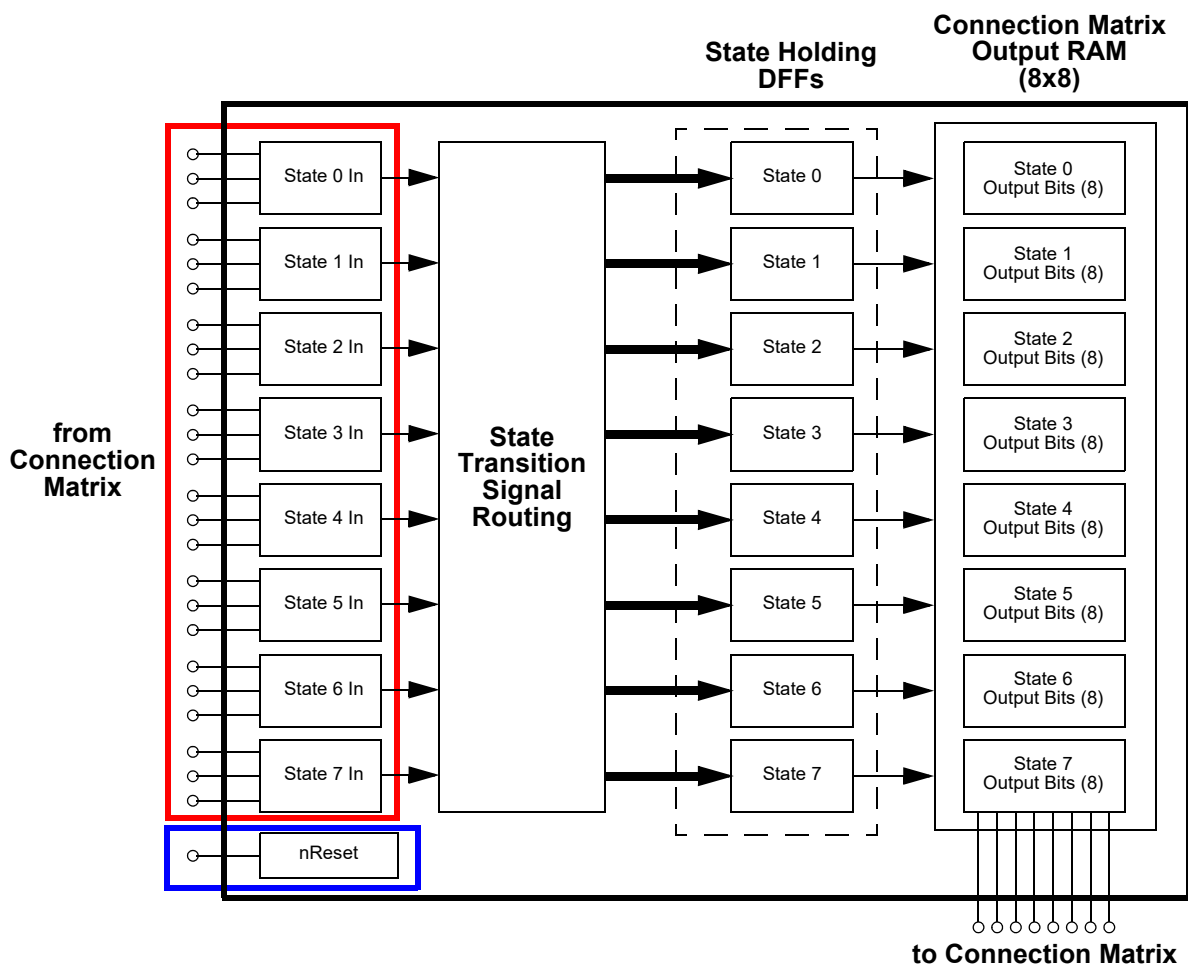 Connection Matrix
Output RAM
(8x8)
State Holding
DFFs
from
Connection
Matrix
State 0 In
State 1 In
State 2 In
State 3 In
State 4 In
State 5 In
State 6 In
State 7 In
nReset
State
Transition
Signal
Routing
State 0
State 1
State 2
State 3
State 4
State 5
State 6
State 7
State 0
Output Bits (8)
State 1
Output Bits (8)
State 2
Output Bits (8)
State 3
Output Bits (8)
State 4
Output Bits (8)
State 5
Output Bits (8)
State 6
Output Bits (8)
State 7
Output Bits (8)
to Connection Matrix